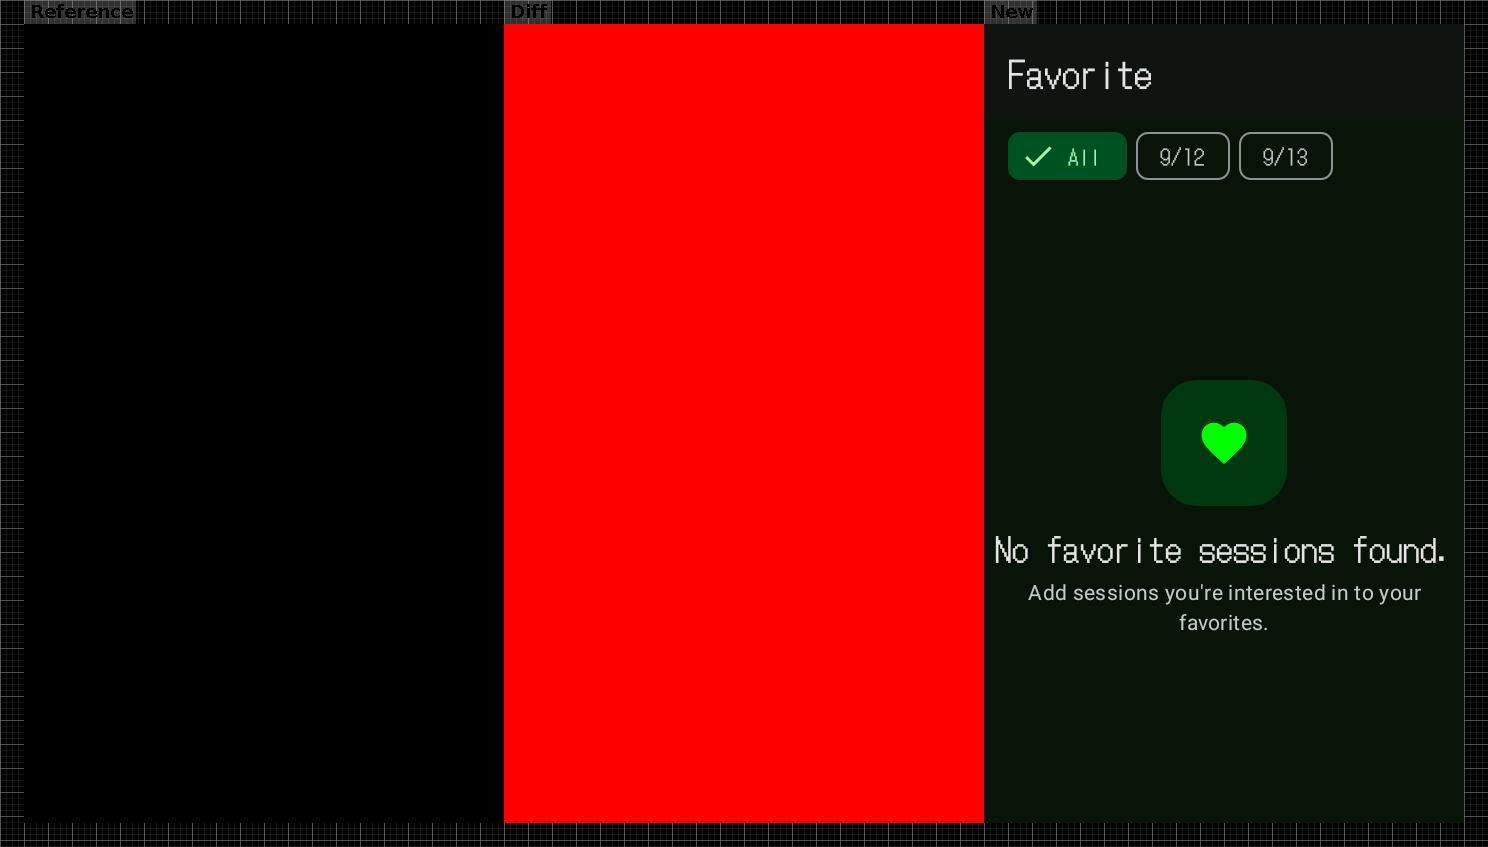 Reference
Diff
New
Favorite
All
9/12
9/13
No favorite sessions found.
Add sessions you're interested in to your
favorites.